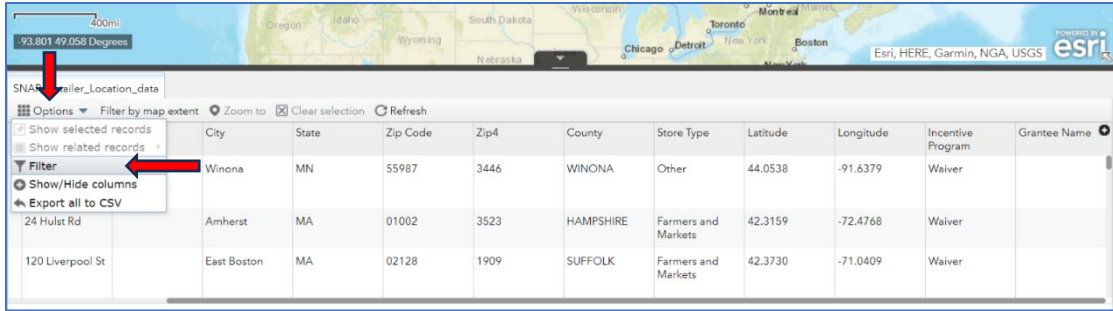 Wisconsin
Montreal
Maine
400mi
Oregon
Idaho
South Dakota
Toronto
-93.801 49.058 Degrees
Wyoming
Chicago
Detroit
New York
Boston
Nebraska
New York
Esri, HERE, Garmin, NGA, USGS
POWERED BY
esri
ailer_Location_data
Options Filter by map extent Zoom to Clear selection Refresh
Show selected records
Show related records
Filter
Show/Hide columns
Export all to CSV
City State Zip Code Zip4 County Store Type Latitude Longitude Incentive Program Grantee Name
Winona MN 55987 3446 WINONA Other 44.0538 -91.6379 Waiver
24 Hulst Rd Amherst MA 01002 3523 HAMPSHIRE Farmers and Markets 42.3159 -72.4768 Waiver
120 Liverpool St East Boston MA 02128 1909 SUFFOLK Farmers and Markets 42.3730 -71.0409 Waiver